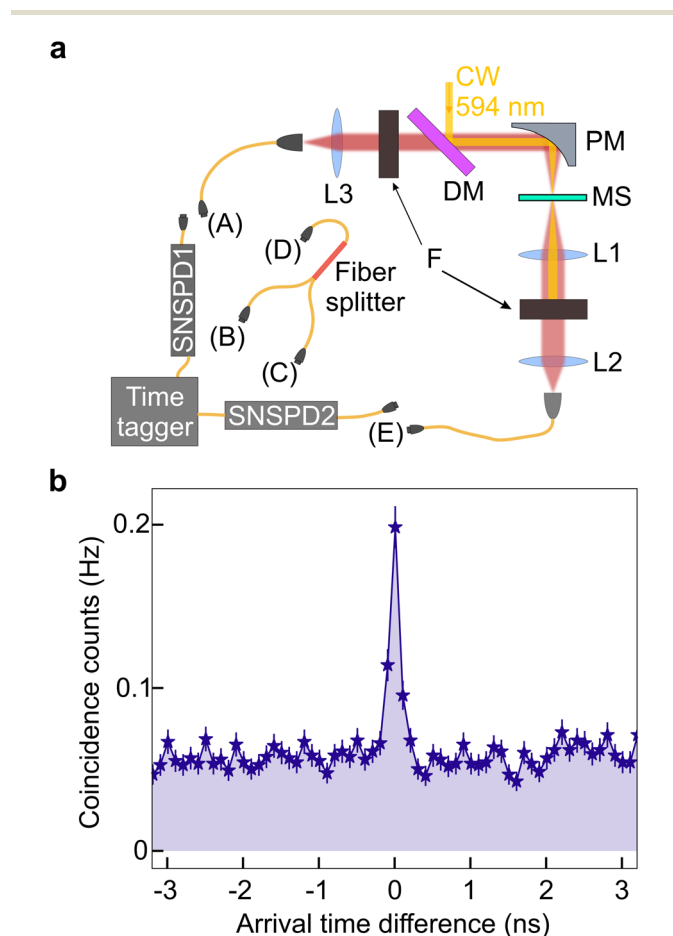 a
CW
594 nm
PM
L3
DM
MS
(A)
(D)
F
L1
SNSPD1
Fiber
splitter
(B)
(C)
L2
Time
tagger
SNSPD2
(E)
b
Coincidence counts (Hz)
0.2
0.1
0
-3 -2 -1 0 1 2 3
Arrival time difference (ns)